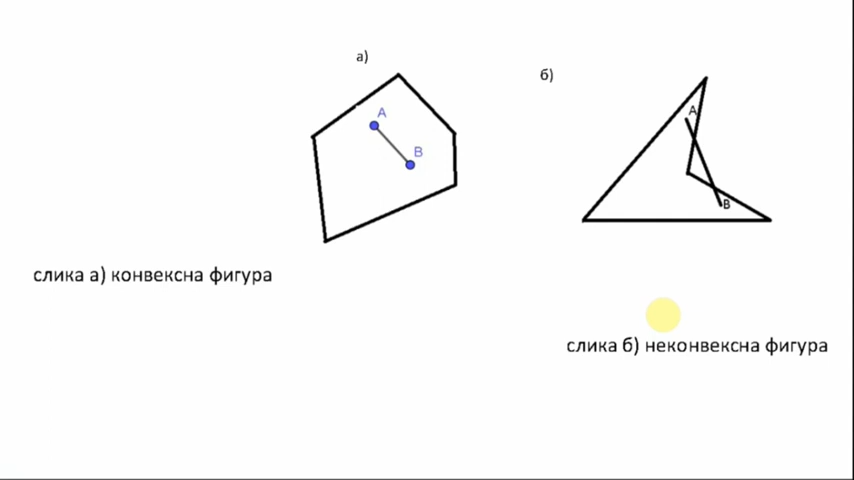 а)
б)
A
B
A
B
слика а) конвексна фигура
слика б) неконвексна фигура